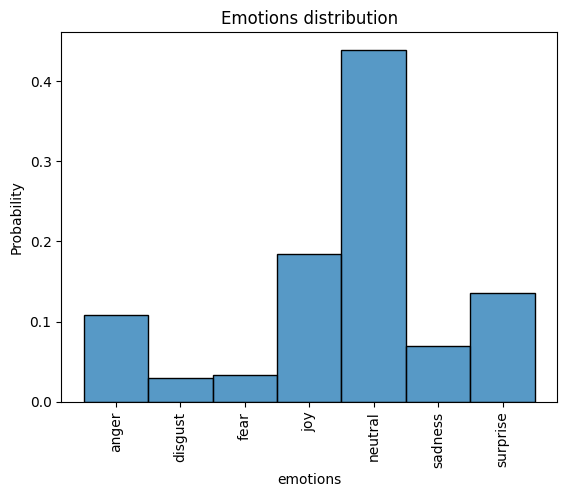 Emotions distribution
Probability
0.4
0.3
0.2
0.1
0.0
anger
disgust
fear
joy
neutral
sadness
surprise
emotions